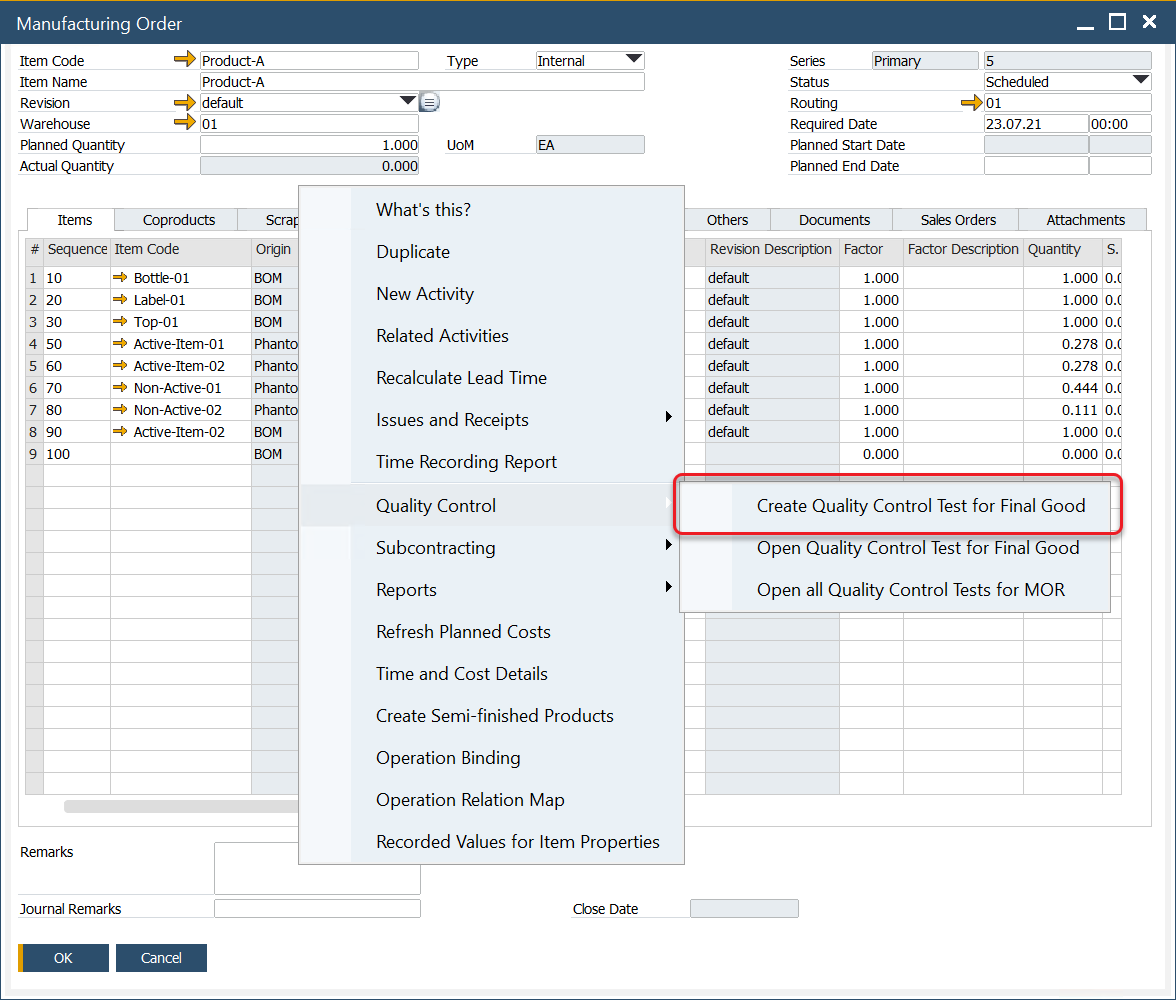 Manufacturing Order
Item Code Product-A Type Internal Series Primary 5
Item Name Product-A Status Scheduled
Revision default Routing 01
Warehouse 01 Required Date 23.07.21 00:00
Planned Quantity 1.000 UoM EA Planned Start Date
Actual Quantity 0.000 Planned End Date
Items Coproducts Scrap Others Documents Sales Orders Attachments
# Sequence Item Code Origin Revision Description Factor Factor Description Quantity S.
1 10 Bottle-01 BOM default 1.000 1.000 0.0
2 20 Label-01 BOM default 1.000 1.000 0.0
3 30 Top-01 BOM default 1.000 1.000 0.0
4 50 Active-Item-01 Phanto default 1.000 0.278 0.0
5 60 Active-Item-02 Phanto default 1.000 0.278 0.0
6 70 Non-Active-01 Phanto default 1.000 0.444 0.0
7 80 Non-Active-02 Phanto default 1.000 0.111 0.0
8 90 Active-Item-02 BOM default 1.000 1.000 0.0
9 100 BOM 0.000 0.000 0.0
What's this?
Duplicate
New Activity
Related Activities
Recalculate Lead Time
Issues and Receipts
Time Recording Report
Quality Control
Subcontracting
Reports
Refresh Planned Costs
Time and Cost Details
Create Semi-finished Products
Operation Binding
Operation Relation Map
Recorded Values for Item Properties
Create Quality Control Test for Final Good
Open Quality Control Test for Final Good
Open all Quality Control Tests for MOR
Remarks
Journal Remarks Close Date
OK Cancel